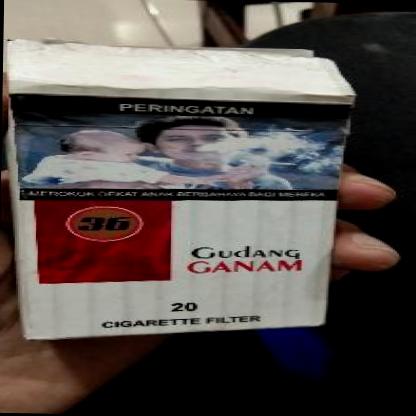 PERINGATAN
MEROKOK DEKAT ANAK BERBAHAYA BAGI MEREKA
36
Gudang
GANAM
20
CIGARETTE FILTER